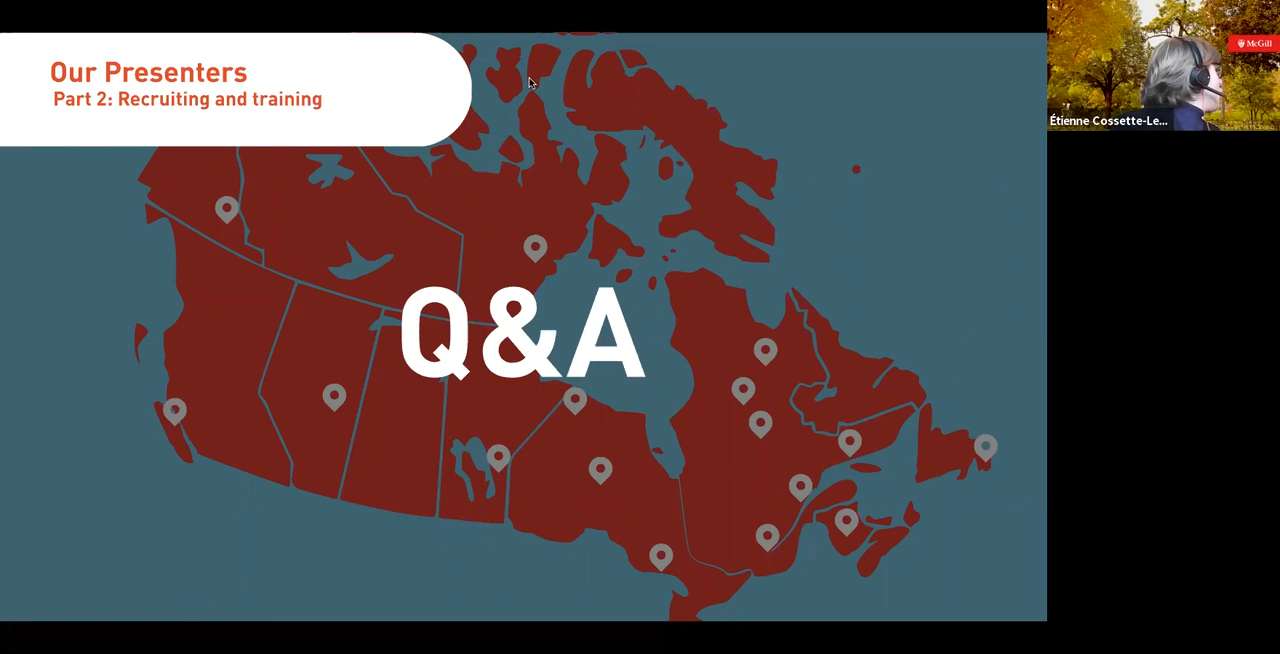 Our Presenters
Part 2: Recruiting and training
Q&A
McGill
Étienne Cossette-Le...